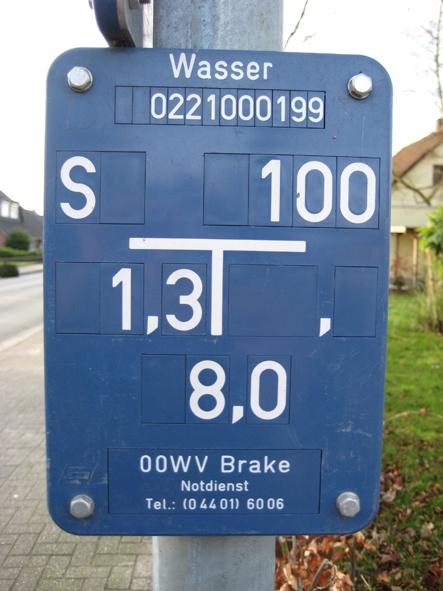 Wasser
0221000199
S 100
1,3 ,
8,0
OOWV Brake
Notdienst
Tel.: (04401) 6006